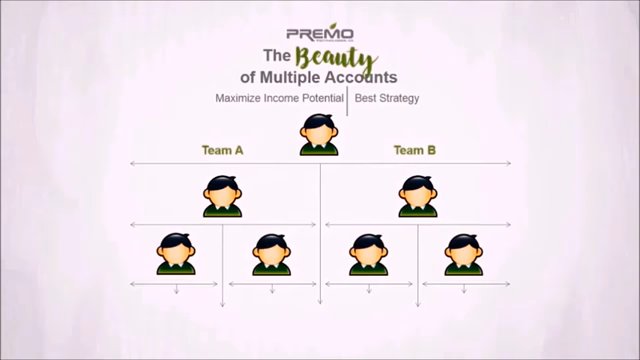 PREMO
The Beauty
of Multiple Accounts
Maximize Income Potential Best Strategy
Team A Team B